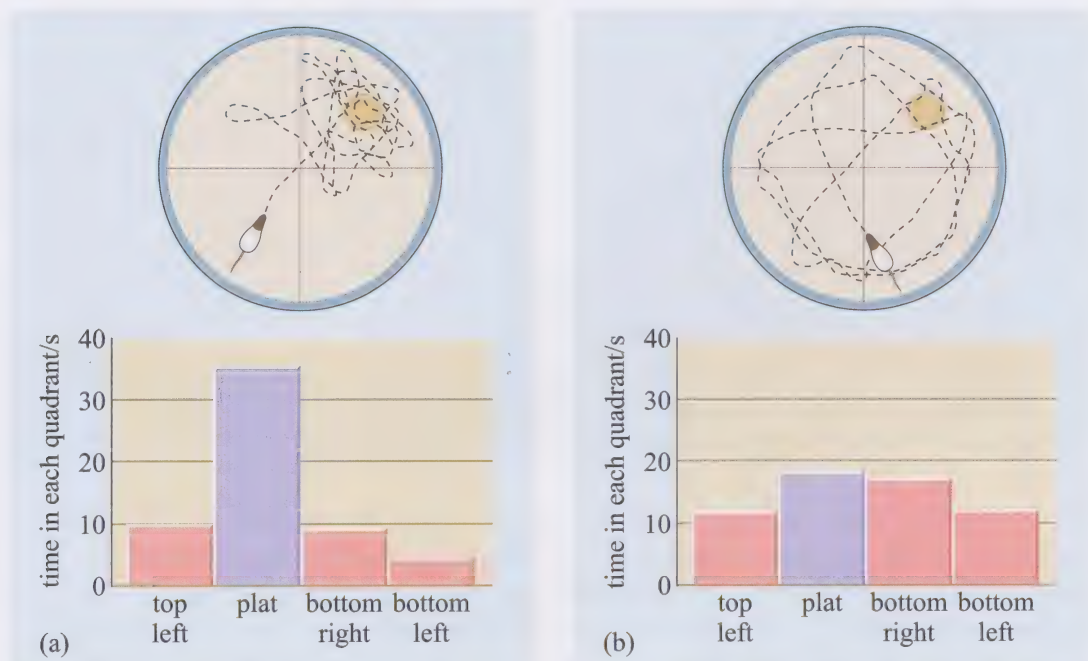 time in each quadrant/s
40
30
20
10
0
top left
plat
bottom right
bottom left
(a)
time in each quadrant/s
40
30
20
10
0
top left
plat
bottom right
bottom left
(b)